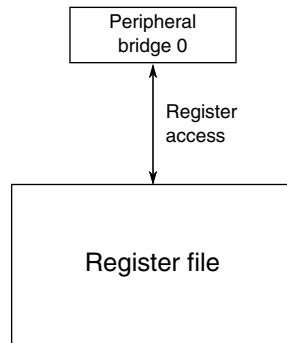 Peripheral
bridge 0
Register
access
Register file